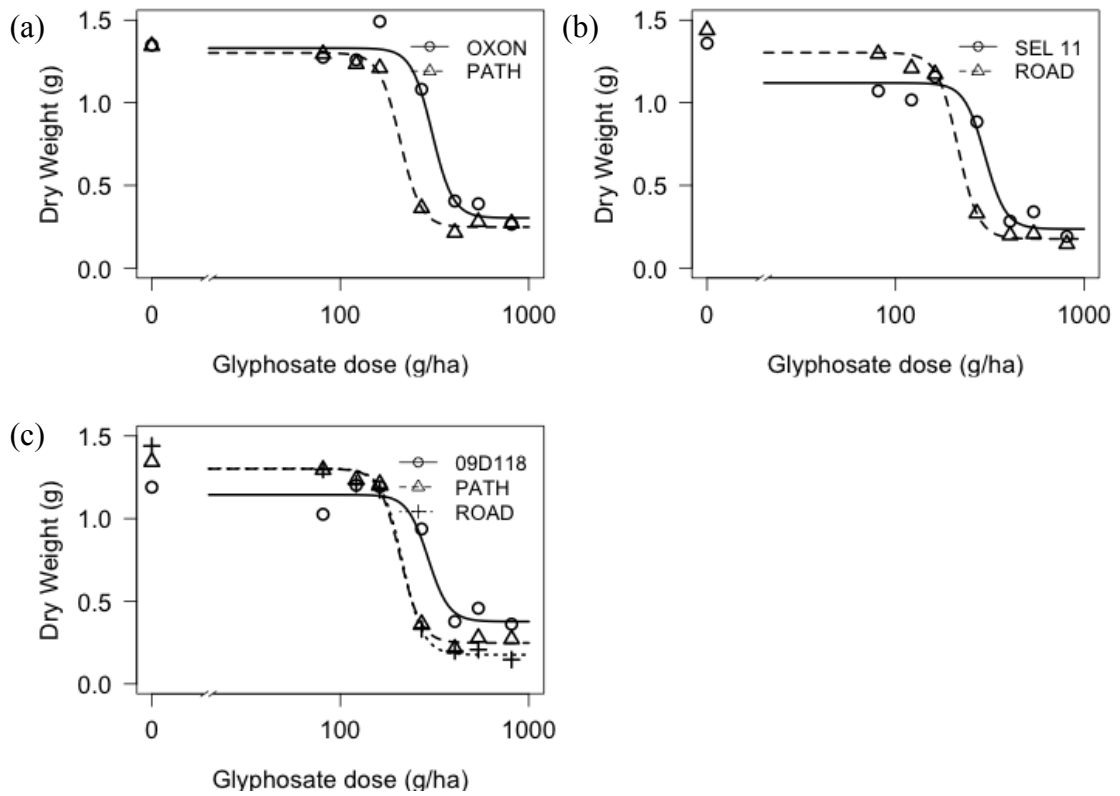 (a)
Dry Weight (g)
1.5
1.0
0.5
0.0
OXON
PATH
0
100
1000
Glyphosate dose (g/ha)
(b)
Dry Weight (g)
1.5
1.0
0.5
0.0
SEL 11
ROAD
0
100
1000
Glyphosate dose (g/ha)
(c)
Dry Weight (g)
1.5
1.0
0.5
0.0
09D118
PATH
ROAD
0
100
1000
Glyphosate dose (g/ha)